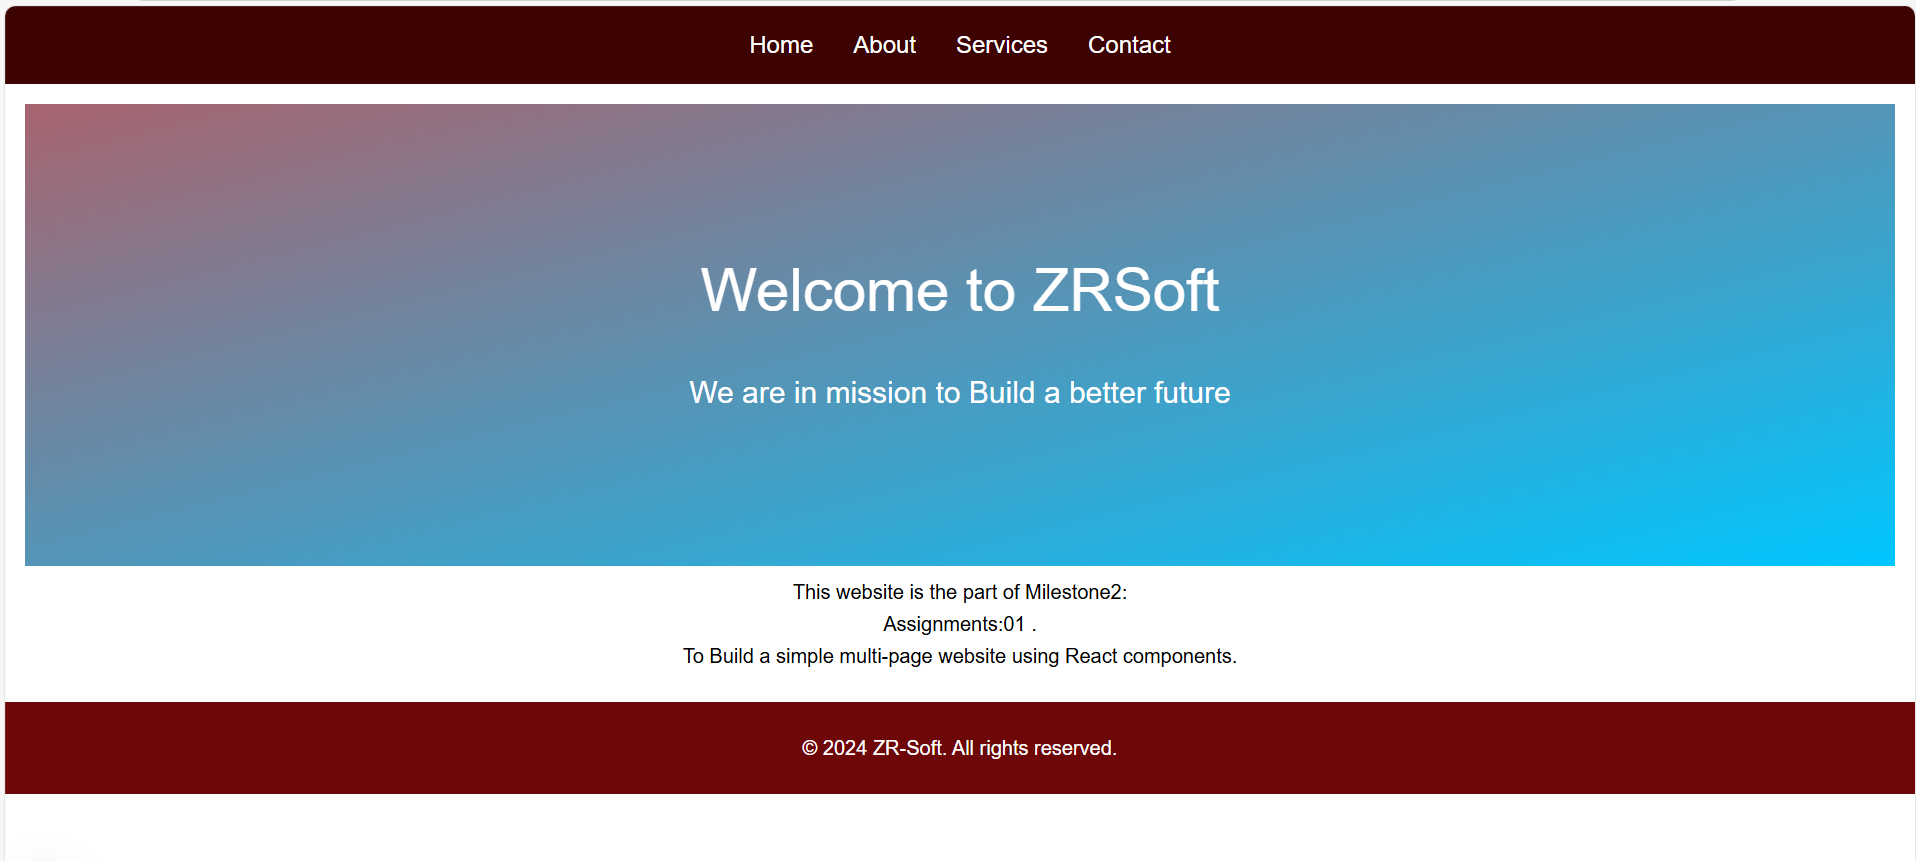 Home About Services Contact
Welcome to ZRSoft
We are in mission to Build a better future
This website is the part of Milestone2:
Assignments:01 .
To Build a simple multi-page website using React components.
© 2024 ZR-Soft. All rights reserved.